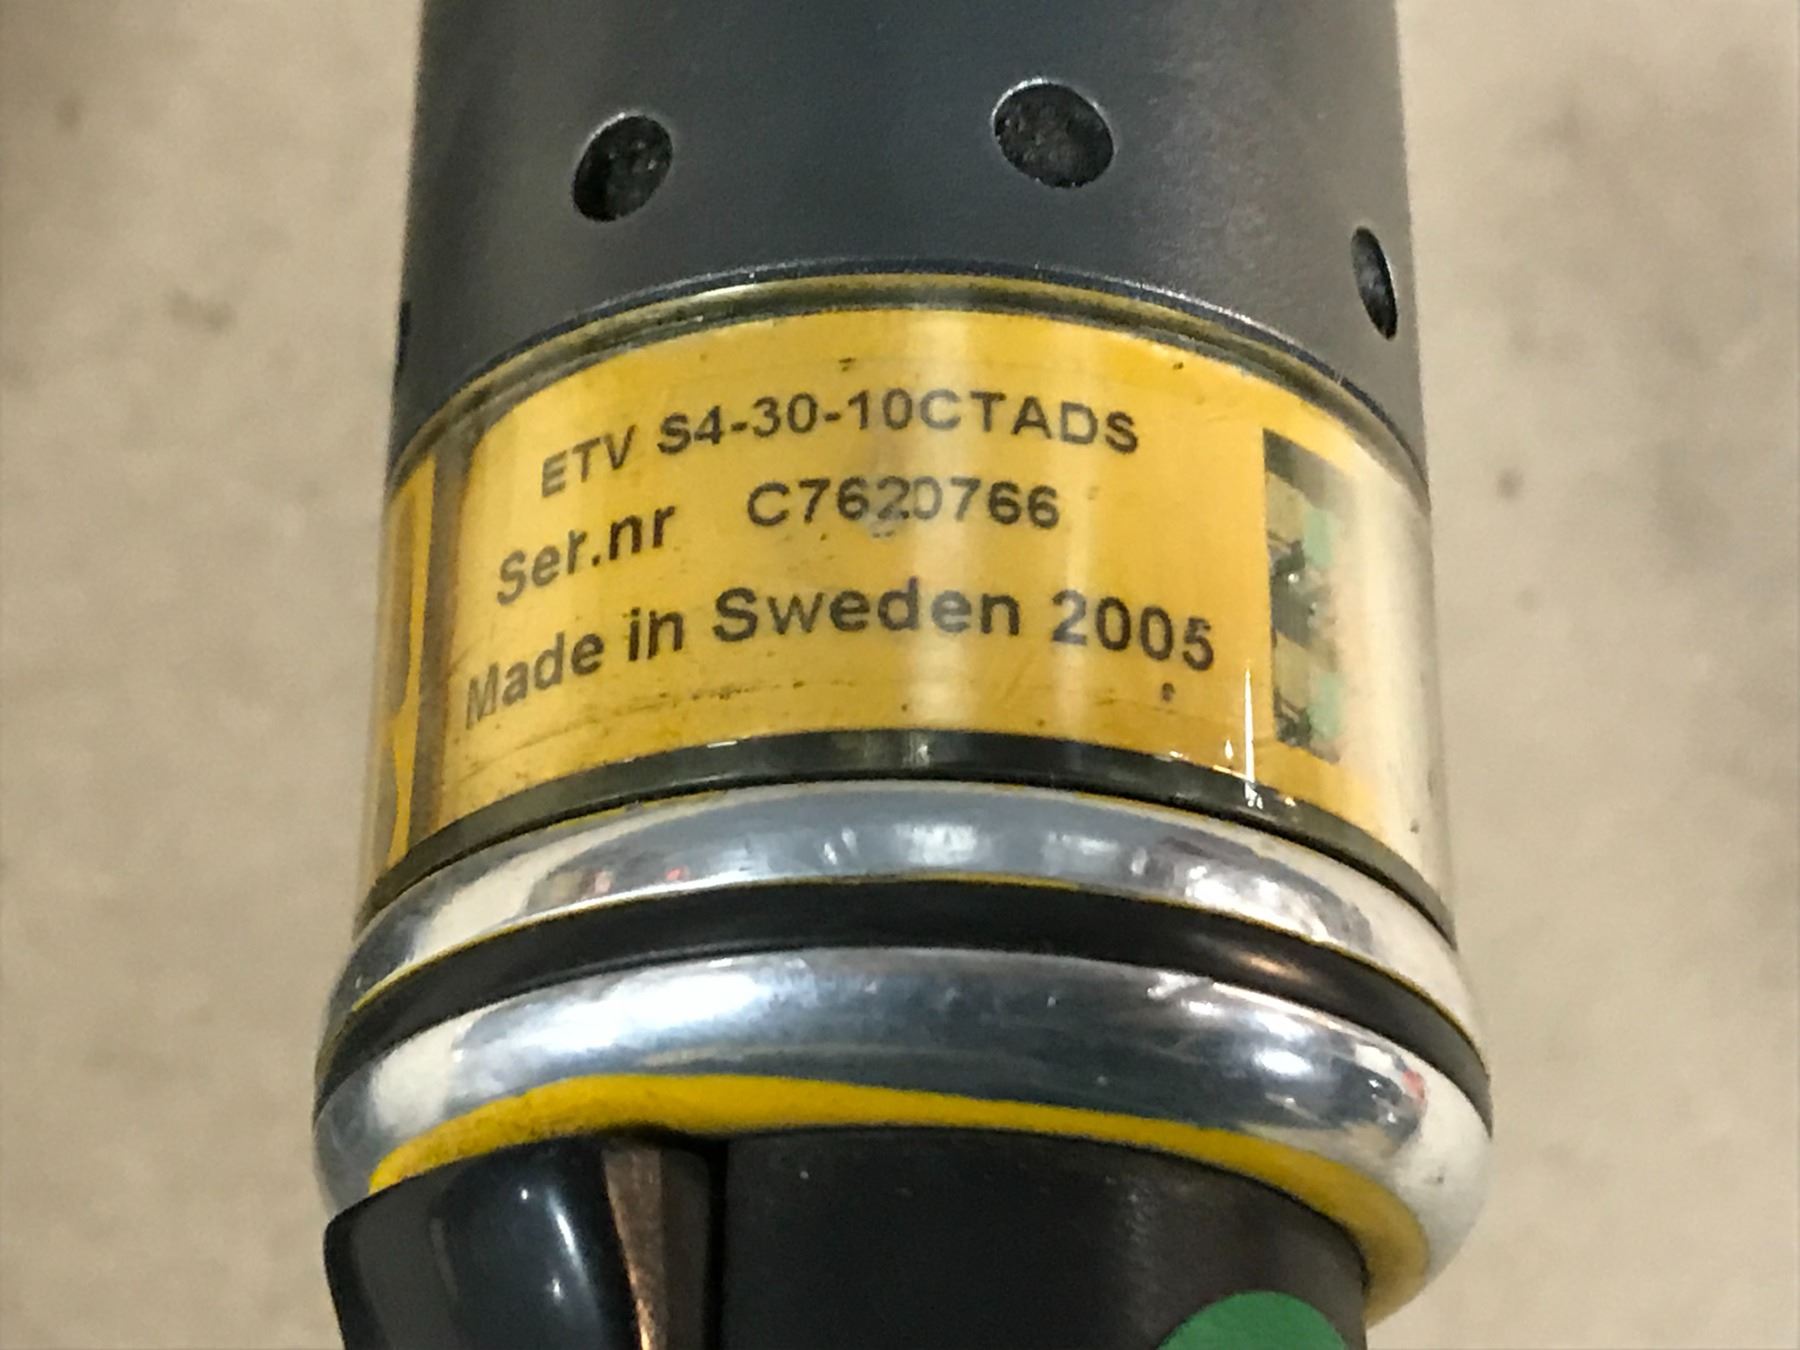 ETV S4-30-10CTADS
Ser.nr C7620766
Made in Sweden 2005